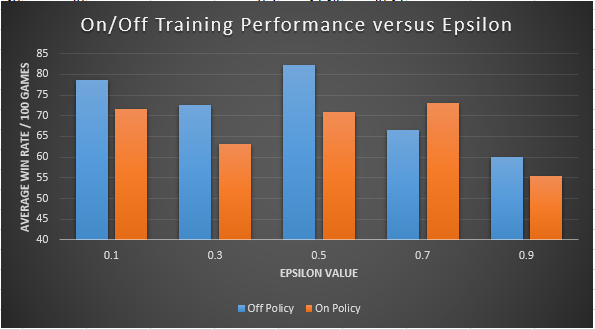 On/Off Training Performance versus Epsilon
AVERAGE WIN RATE / 100 GAMES
85
80
75
70
65
60
55
50
45
40
0.1 0.3 0.5 0.7 0.9
EPSILON VALUE
Off Policy On Policy